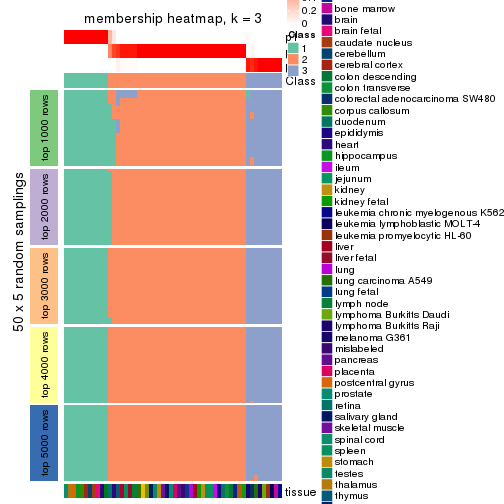 membership heatmap, k = 3
50 x 5 random samplings
top 1000 rows
top 2000 rows
top 3000 rows
top 4000 rows
top 5000 rows
0.2
0
Class
1
2
3
Class
tissue
bone marrow
brain
brain fetal
caudate nucleus
cerebellum
cerebral cortex
colon descending
colon transverse
colorectal adenocarcinoma SW480
corpus callosum
duodenum
epididymis
heart
hippocampus
ileum
jejunum
kidney
kidney fetal
leukemia chronic myelogenous K562
leukemia lymphoblastic MOLT-4
leukemia promyelocytic HL-60
liver
liver fetal
lung
lung carcinoma A549
lung fetal
lymph node
lymphoma Burkitts Daudi
lymphoma Burkitts Raji
melanoma G361
mislabeled
pancreas
placenta
postcentral gyrus
prostate
retina
salivary gland
skeletal muscle
spinal cord
spleen
stomach
testes
thalamus
thymus